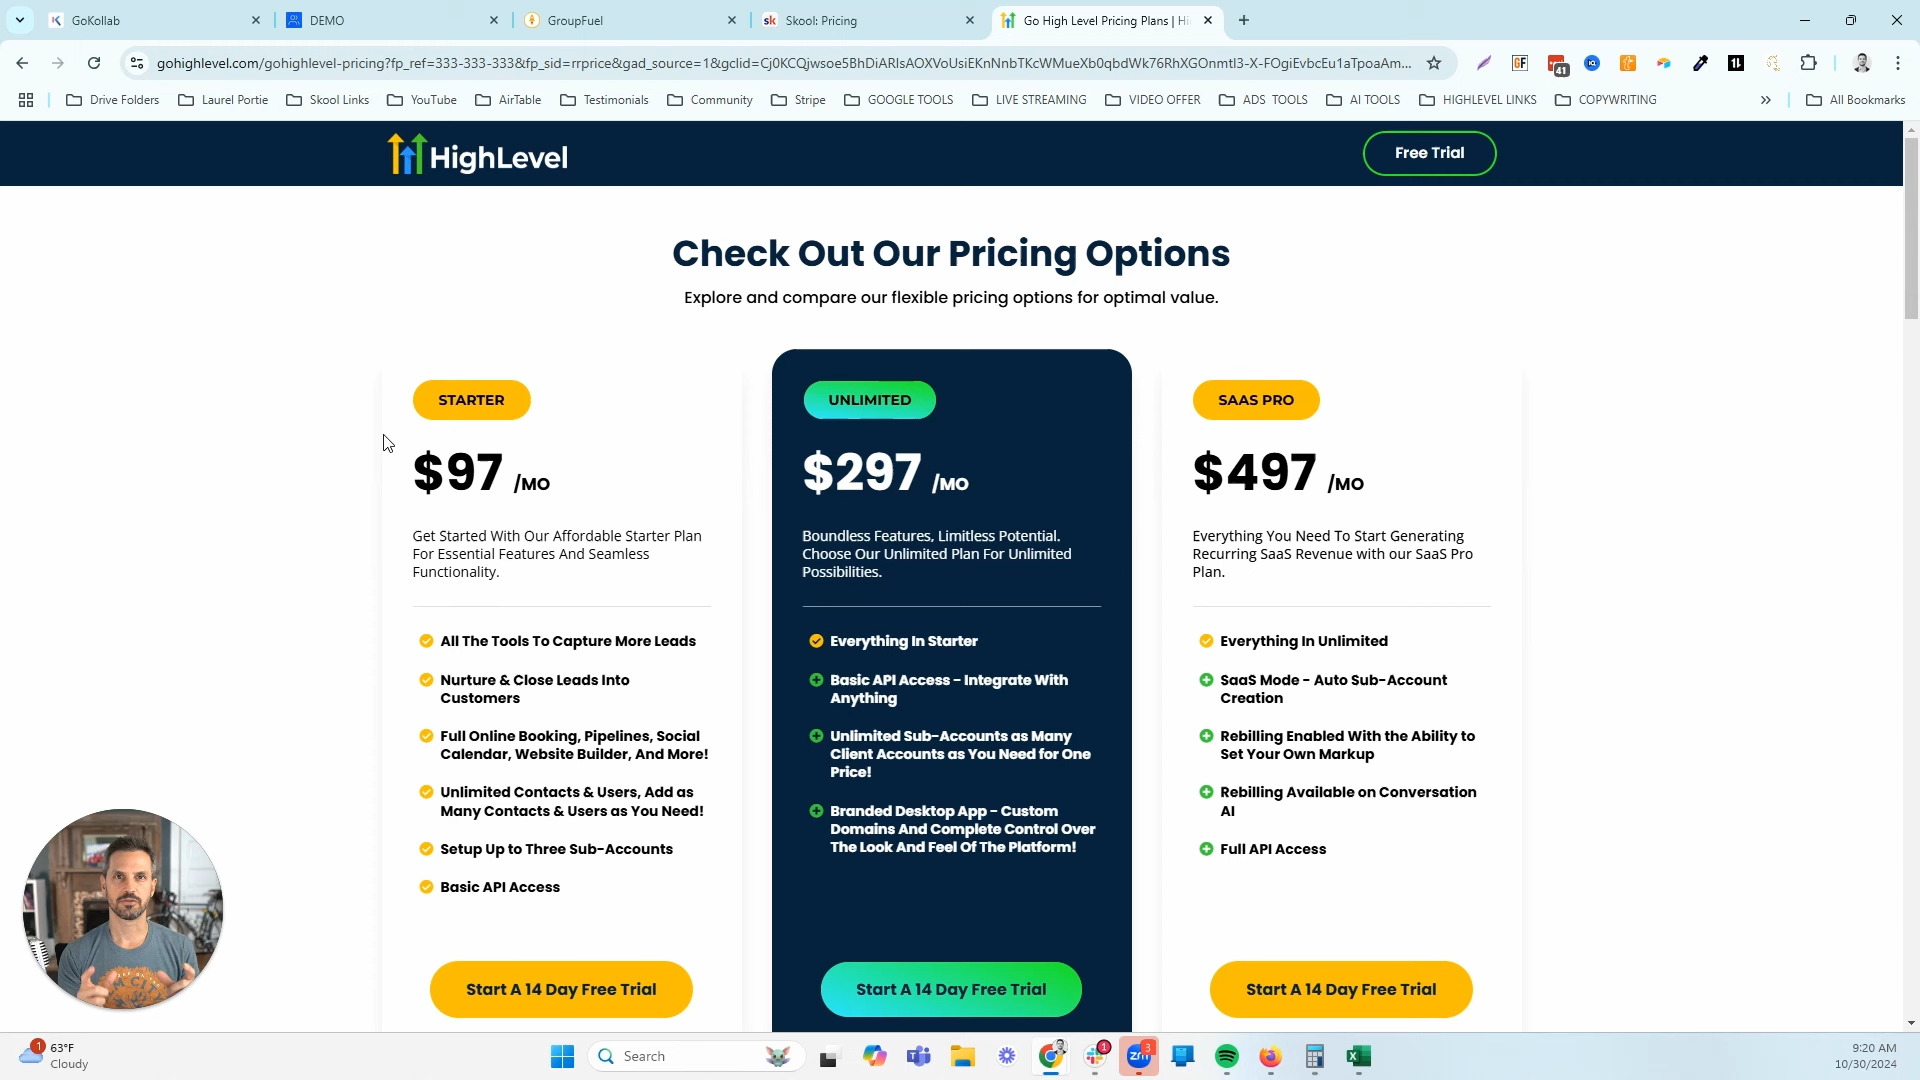 GoKollab
DEMO
GroupFuel
sk Skool: Pricing
Go High Level Pricing Plans | Hi
gohighlevel.com/gohighlevel-pricing?fp_ref=333-333-333&fp_sid=rrprice&gad_source=1&gclid=Cj0KCQjwsoe5BhDiARIsAOXVoUsiEKnNnbTKcWMueXb0qbdWk76RhXGOnmtl3-X-FOgiEvbcEu1aTpoaAm...
GF
41
Drive Folders
Laurel Portie
Skool Links
YouTube
AirTable
Testimonials
Community
Stripe
GOOGLE TOOLS
LIVE STREAMING
VIDEO OFFER
ADS TOOLS
AI TOOLS
HIGHLEVEL LINKS
COPYWRITING
All Bookmarks
HighLevel
Free Trial
Check Out Our Pricing Options
Explore and compare our flexible pricing options for optimal value.
STARTER
$97 /MO
Get Started With Our Affordable Starter Plan
For Essential Features And Seamless
Functionality.
All The Tools To Capture More Leads
Nurture & Close Leads Into
Customers
Full Online Booking, Pipelines, Social
Calendar, Website Builder, And More!
Unlimited Contacts & Users, Add as
Many Contacts & Users as You Need!
Setup Up to Three Sub-Accounts
Basic API Access
Start A 14 Day Free Trial
UNLIMITED
$297 /MO
Boundless Features, Limitless Potential.
Choose Our Unlimited Plan For Unlimited
Possibilities.
Everything In Starter
Basic API Access - Integrate With
Anything
Unlimited Sub-Accounts as Many
Client Accounts as You Need for One
Price!
Branded Desktop App - Custom
Domains And Complete Control Over
The Look And Feel Of The Platform!
Start A 14 Day Free Trial
SAAS PRO
$497 /MO
Everything You Need To Start Generating
Recurring SaaS Revenue with our SaaS Pro
Plan.
Everything In Unlimited
SaaS Mode - Auto Sub-Account
Creation
Rebilling Enabled With the Ability to
Set Your Own Markup
Rebilling Available on Conversation
AI
Full API Access
Start A 14 Day Free Trial
1
63°F
Cloudy
Search
1
zm
3
9:20 AM
10/30/2024